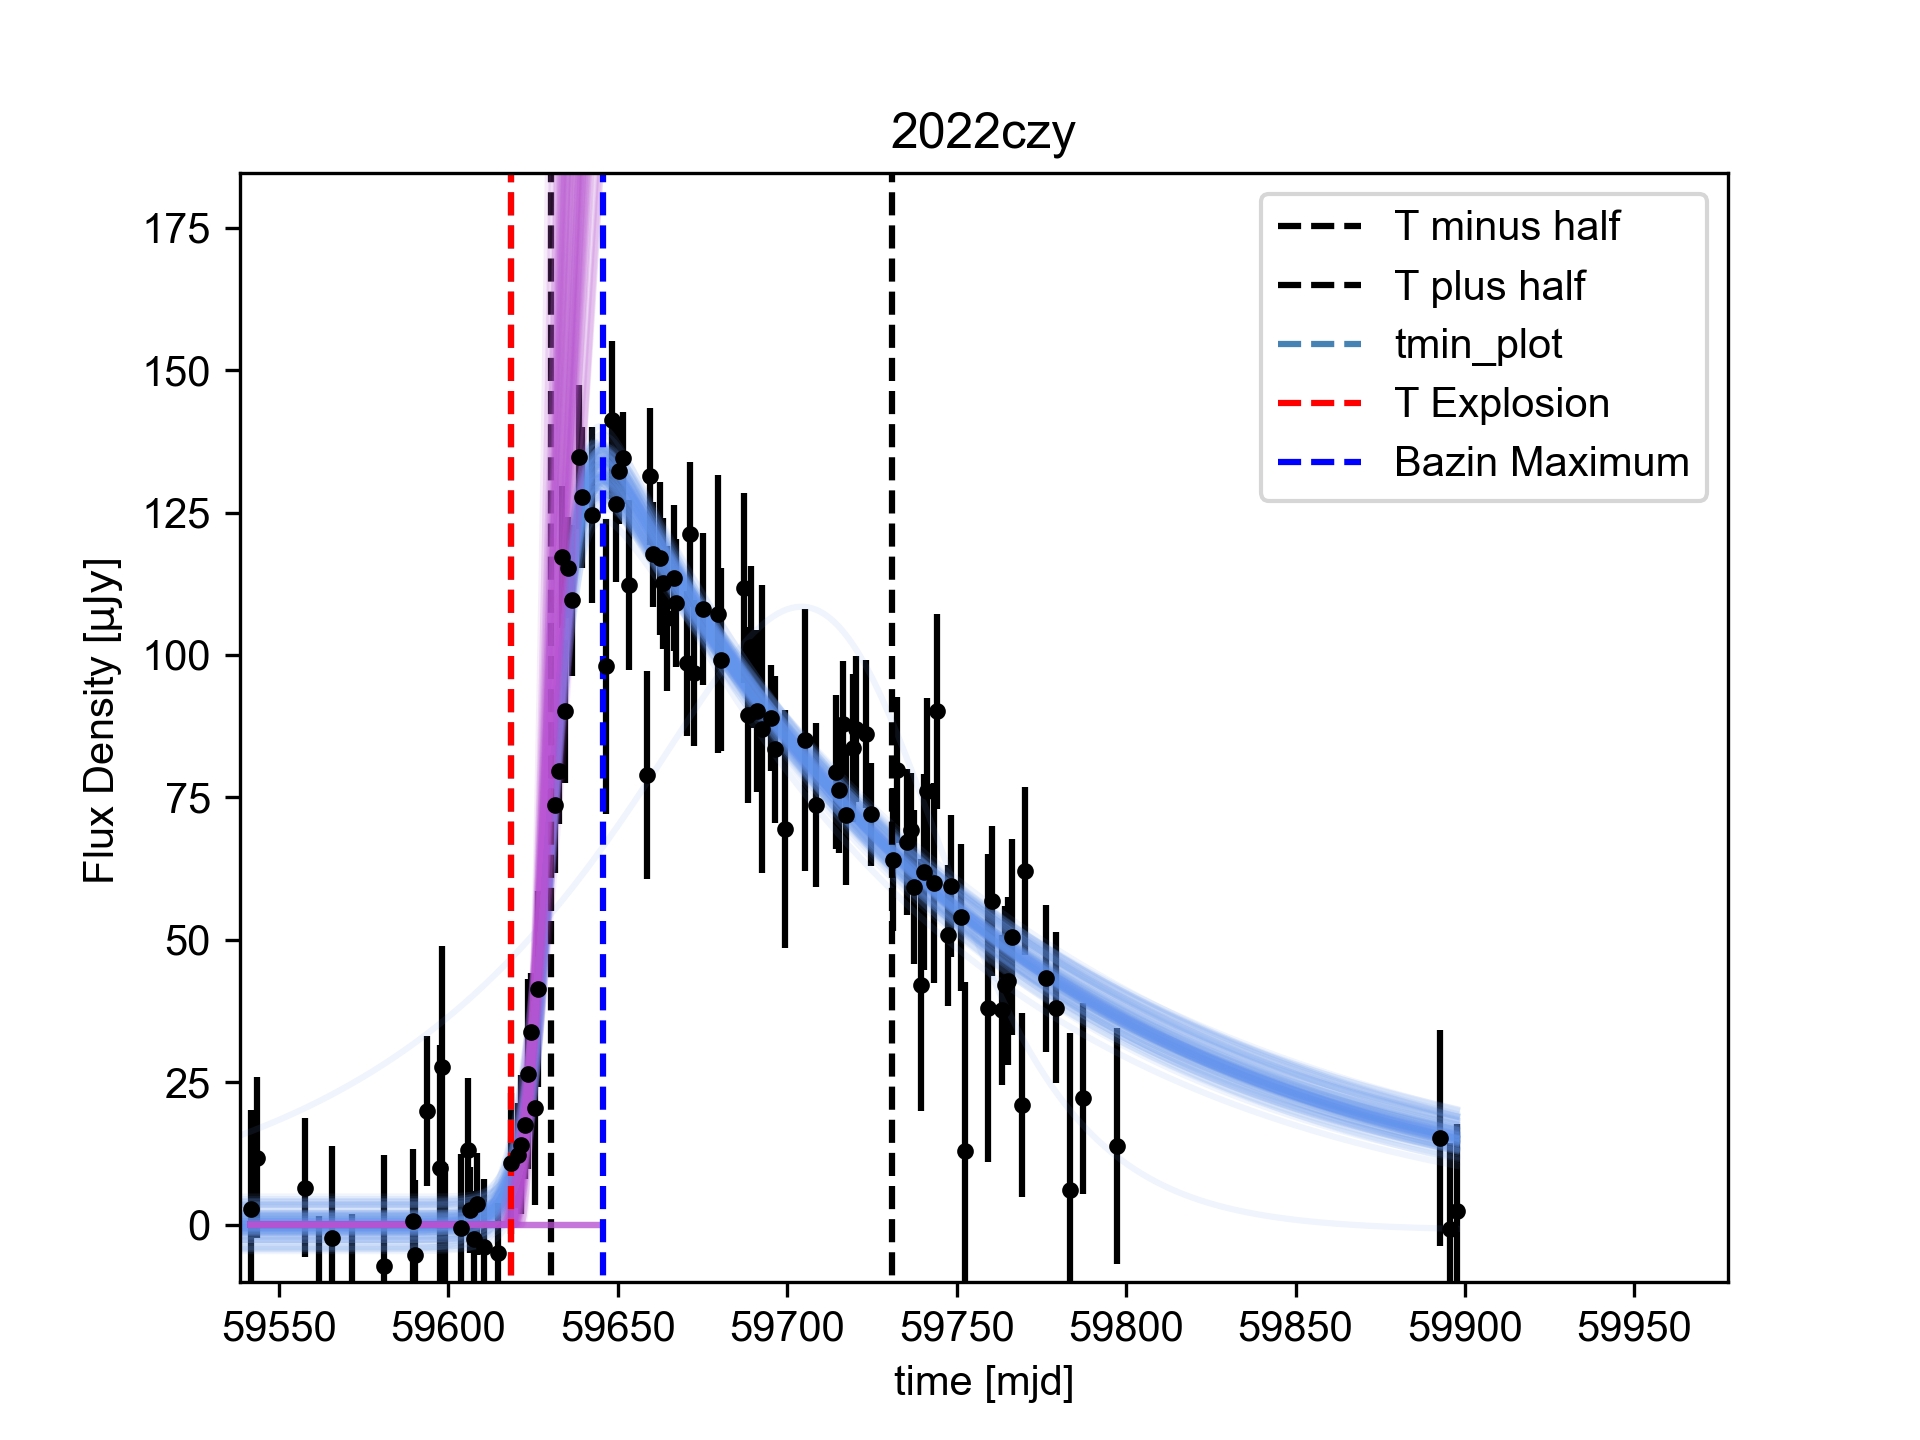 2022czy
175
150
125
100
75
50
25
0
Flux Density [µJy]
T minus half
T plus half
tmin_plot
T Explosion
Bazin Maximum
59550 59600 59650 59700 59750 59800 59850 59900 59950
time [mjd]